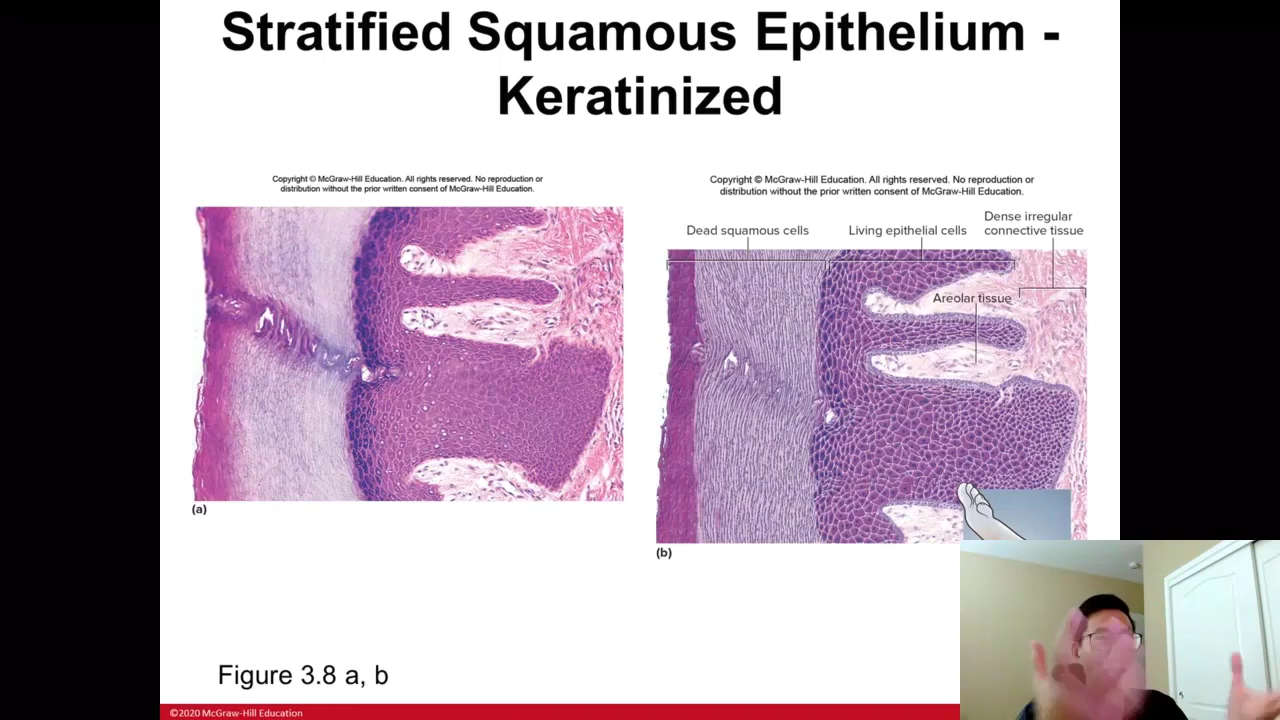 Stratified Squamous Epithelium -
Keratinized
Copyright © McGraw-Hill Education. All rights reserved. No reproduction or
distribution without the prior written consent of McGraw-Hill Education.
Copyright © McGraw-Hill Education. All rights reserved. No reproduction or
distribution without the prior written consent of McGraw-Hill Education.
Dead squamous cells
Living epithelial cells
Dense irregular
connective tissue
Areolar tissue
(a)
(b)
Figure 3.8 a, b
©2020 McGraw-Hill Education